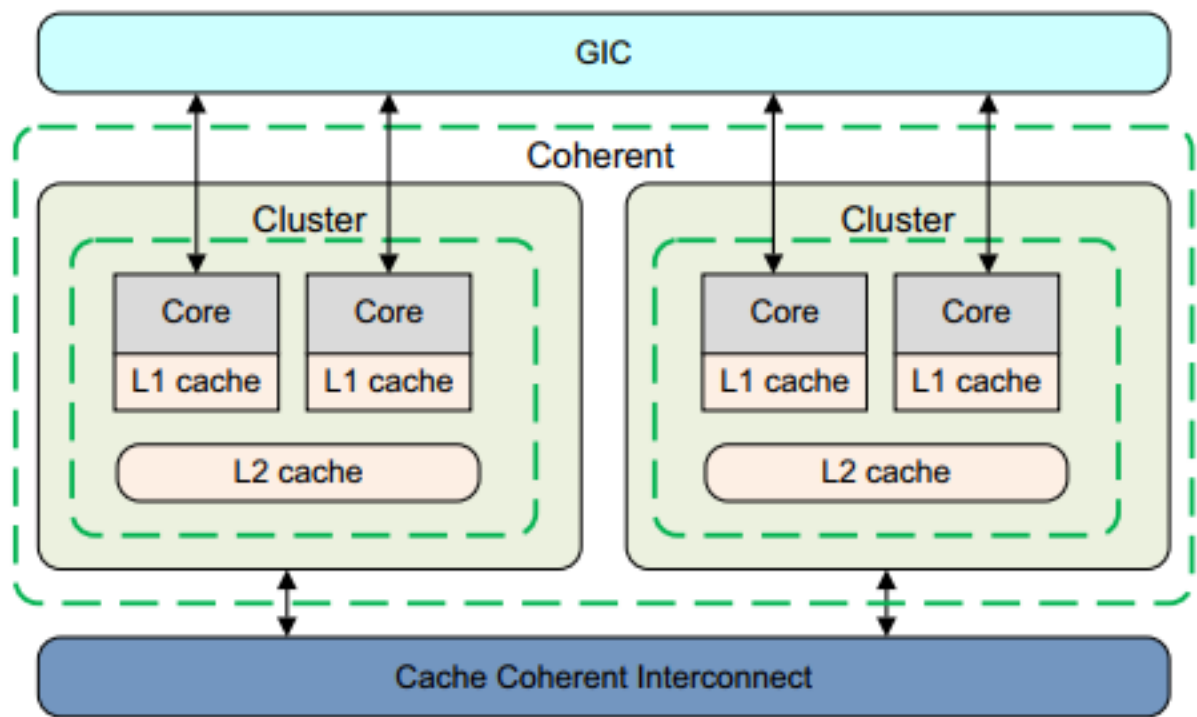 GIC
Coherent
Cluster
Cluster
Core
Core
Core
Core
L1 cache
L1 cache
L1 cache
L1 cache
L2 cache
L2 cache
Cache Coherent Interconnect